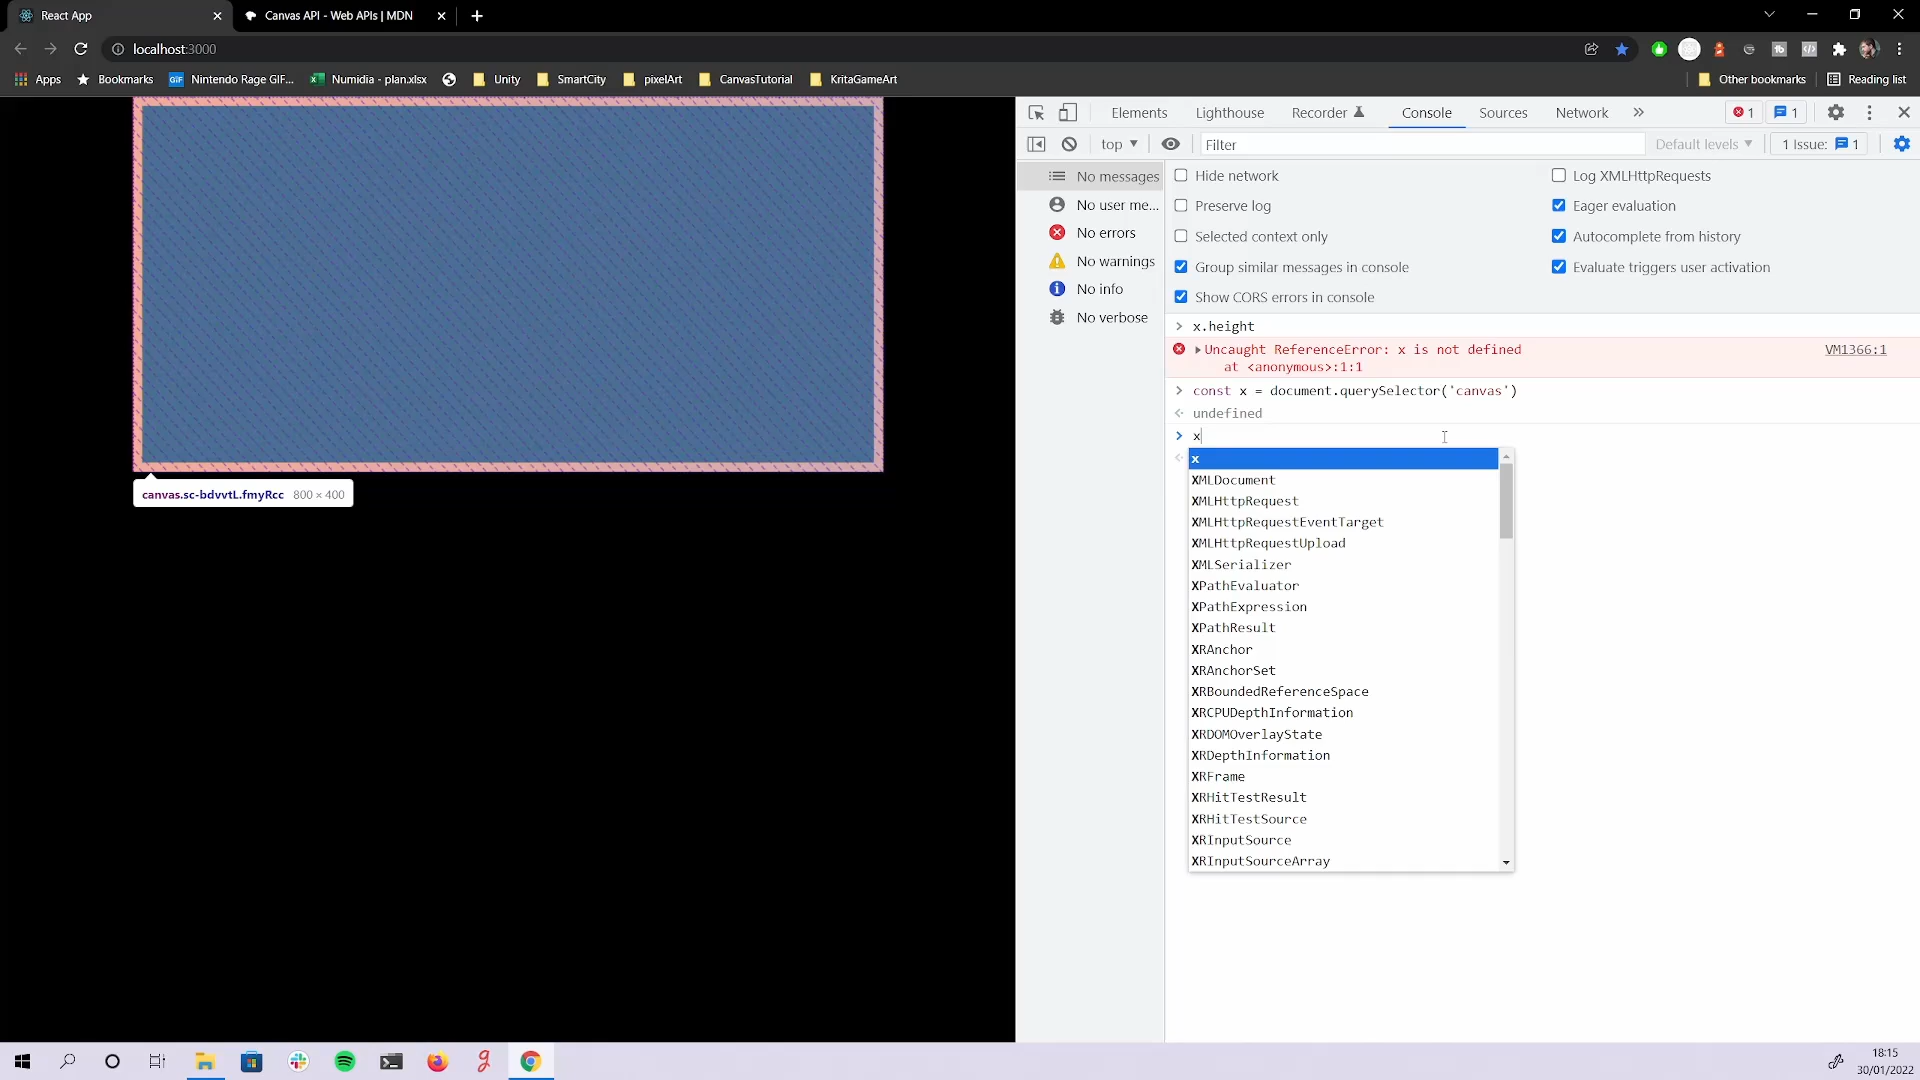 React App
Canvas API - Web APIs | MDN
localhost:3000
Apps
Bookmarks
GIF
Nintendo Rage GIF...
Numidia - plan.xlsx
Unity
SmartCity
pixelArt
CanvasTutorial
KritaGameArt
Other bookmarks
Reading list
Elements
Lighthouse
Recorder
Console
Sources
Network
1
1
top
Filter
Default levels
1 Issue:
1
No messages
No user me...
No errors
No warnings
No info
No verbose
Hide network
Preserve log
Selected context only
Group similar messages in console
Show CORS errors in console
Log XMLHttpRequests
Eager evaluation
Autocomplete from history
Evaluate triggers user activation
x.height
Uncaught ReferenceError: x is not defined
VM1366:1
at <anonymous>:1:1
const x = document.querySelector('canvas')
undefined
x
x
XMLDocument
XMLHttpRequest
XMLHttpRequestEventTarget
XMLHttpRequestUpload
XMLSerializer
XPathEvaluator
XPathExpression
XPathResult
XRAnchor
XRAnchorSet
XRBoundedReferenceSpace
XRCPUDepthInformation
XRDOMOverlayState
XRDepthInformation
XRFrame
XRHitTestResult
XRHitTestSource
XRInputSource
XRInputSourceArray
canvas.sc-bdvvtL.fmyRcc 800 × 400
18:15
30/01/2022